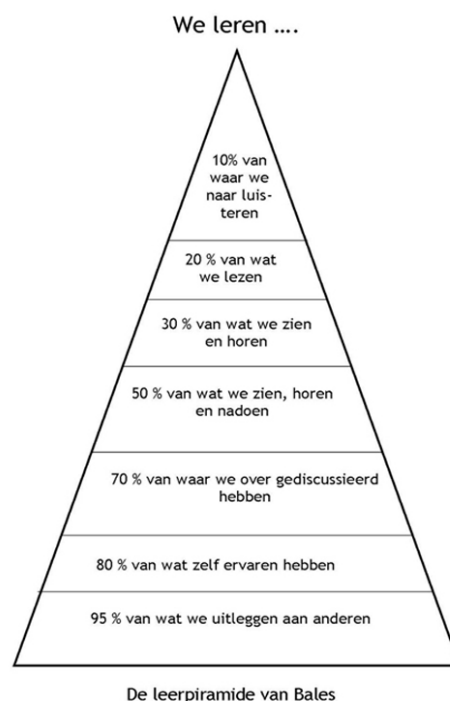 We leren ....
10% van
waar we
naar luis-
teren
20 % van wat
we lezen
30 % van wat we zien
en horen
50 % van wat we zien, horen
en nadoen
70 % van waar we over gediscussieerd
hebben
80 % van wat zelf ervaren hebben
95 % van wat we uitleggen aan anderen
De leerpiramide van Bales